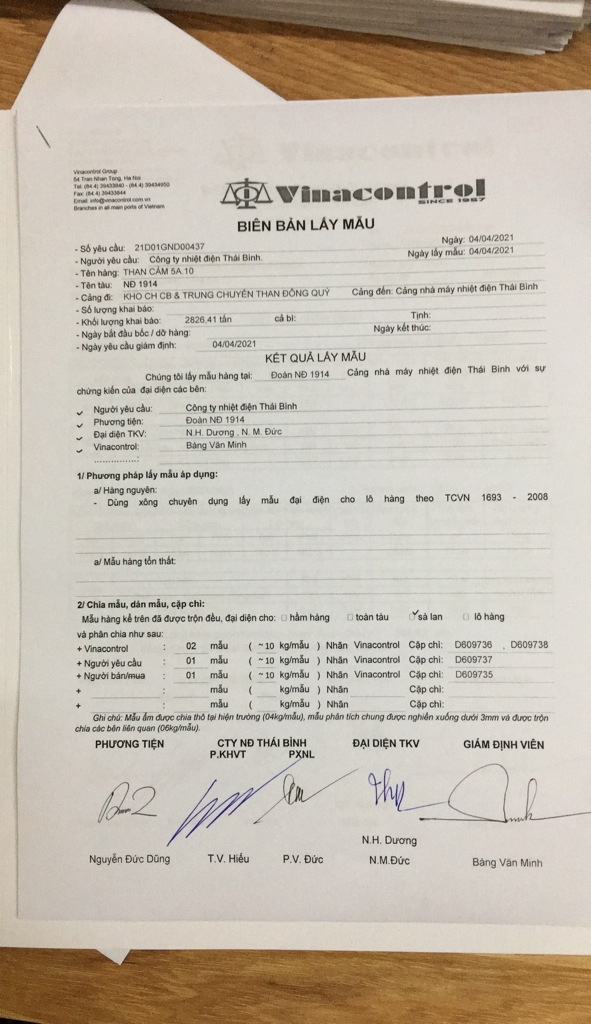 Vinacontrol Group
54 Tran Nhan Tong, Ha Noi
Tel: (84.4) 39433840 - (84.4) 39434950
Fax: (84.4) 39433844
Email: info@vinacontrol.com.vn
Branches in all main ports of Vietnam
Vinacontrol
SINCE 1957
BIÊN BẢN LẤY MẪU
Ngày: 04/04/2021
- Số yêu cầu: 21D01GND00437
Ngày lấy mẫu: 04/04/2021
- Người yêu cầu: Công ty nhiệt điện Thái Bình.
- Tên hàng: THAN CÁM 5A.10
- Tên tàu: NĐ 1914
- Cảng đi: KHO CH CB & TRUNG CHUYỂN THAN ĐÔNG QUÝ Cảng đến: Cảng nhà máy nhiệt điện Thái Bình
- Số lượng khai báo:
- Khối lượng khai báo: 2826,41 tấn cả bì: Tịnh:
- Ngày bắt đầu bốc / dỡ hàng: Ngày kết thúc:
- Ngày yêu cầu giám định: 04/04/2021
KẾT QUẢ LẤY MẪU
Chúng tôi lấy mẫu hàng tại: Đoàn NĐ 1914 Cảng nhà máy nhiệt điện Thái Bình với sự
chứng kiến của đại diện các bên:
Người yêu cầu: Công ty nhiệt điện Thái Bình
Phương tiện: Đoàn NĐ 1914
Đại diện TKV: N.H. Dương , N. M. Đức
Vinacontrol: Bàng Văn Minh
..............:
1/ Phương pháp lấy mẫu áp dụng:
a/ Hàng nguyên:
- Dùng xông chuyên dụng lấy mẫu đại điện cho lô hàng theo TCVN 1693 - 2008
a/ Mẫu hàng tổn thất:
2/ Chia mẫu, dán mẫu, cặp chì:
Mẫu hàng kể trên đã được trộn đều, đại diện cho: □ hầm hàng □ toàn tàu ☑ sà lan □ lô hàng
và phân chia như sau:
+ Vinacontrol : 02 mẫu ( ~10 kg/mẫu ) Nhãn Vinacontrol Cặp chì: D609736 , D609738
+ Người yêu cầu : 01 mẫu ( ~10 kg/mẫu ) Nhãn Vinacontrol Cặp chì: D609737
+ Người bán/mua : 01 mẫu ( ~10 kg/mẫu ) Nhãn Vinacontrol Cặp chì: D609735
+ : mẫu ( kg/mẫu ) Nhãn Cặp chì:
+ : mẫu ( kg/mẫu ) Nhãn Cặp chì:
Ghi chú: Mẫu ẩm được chia thô tại hiện trường (04kg/mẫu), mẫu phân tích chung được nghiền xuống dưới 3mm và được trộn
chia các bên liên quan (06kg/mẫu).
PHƯƠNG TIỆN CTY NĐ THÁI BÌNH ĐẠI DIỆN TKV GIÁM ĐỊNH VIÊN
P.KHVT PXNL
N.H. Dương
Nguyễn Đức Dũng T.V. Hiếu P.V. Đức N.M.Đức Bàng Văn Minh